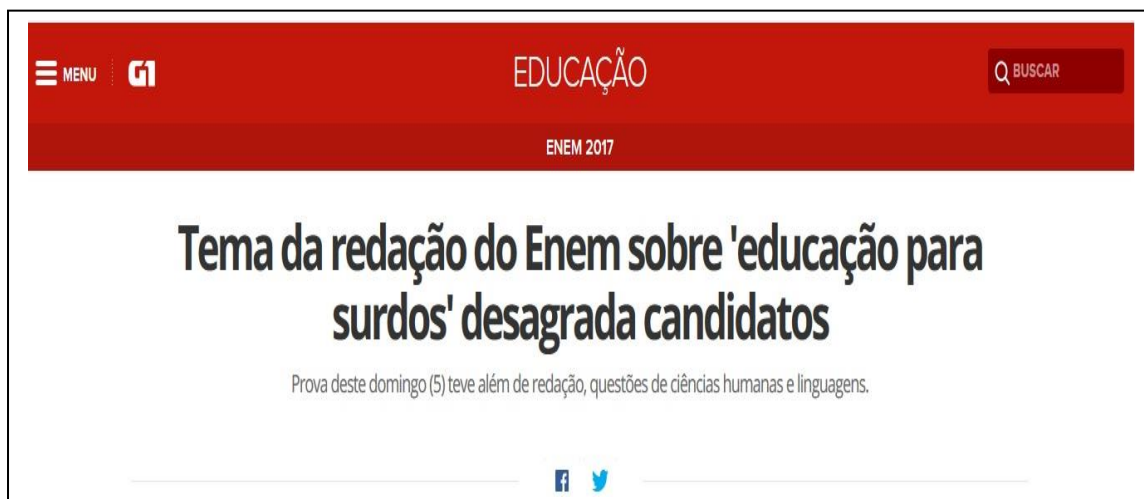 MENU G1 EDUCAÇÃO BUSCAR
ENEM 2017
Tema da redação do Enem sobre 'educação para
surdos' desagrada candidatos
Prova deste domingo (5) teve além de redação, questões de ciências humanas e linguagens.